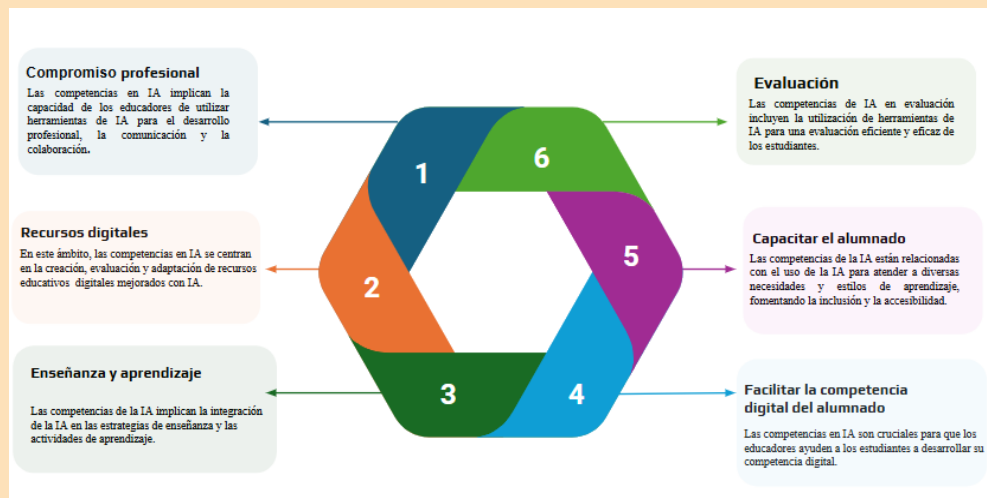 Compromiso profesional
Las competencias en IA implican la
capacidad de los educadores de utilizar
herramientas de IA para el desarrollo
profesional, la comunicación y la
colaboración.
Recursos digitales
En este ámbito, las competencias en IA se centran
en la creación, evaluación y adaptación de recursos
educativos digitales mejorados con IA.
Enseñanza y aprendizaje
Las competencias de la IA implican la integración
de la IA en las estrategias de enseñanza y las
actividades de aprendizaje.
1
2
3
4
5
6
Evaluación
Las competencias de IA en evaluación
incluyen la utilización de herramientas de
IA para una evaluación eficiente y eficaz de
los estudiantes.
Capacitar el alumnado
Las competencias de la IA están relacionadas
con el uso de la IA para atender a diversas
necesidades y estilos de aprendizaje,
fomentando la inclusión y la accesibilidad.
Facilitar la competencia
digital del alumnado
Las competencias en IA son cruciales para que los
educadores ayuden a los estudiantes a desarrollar su
competencia digital.